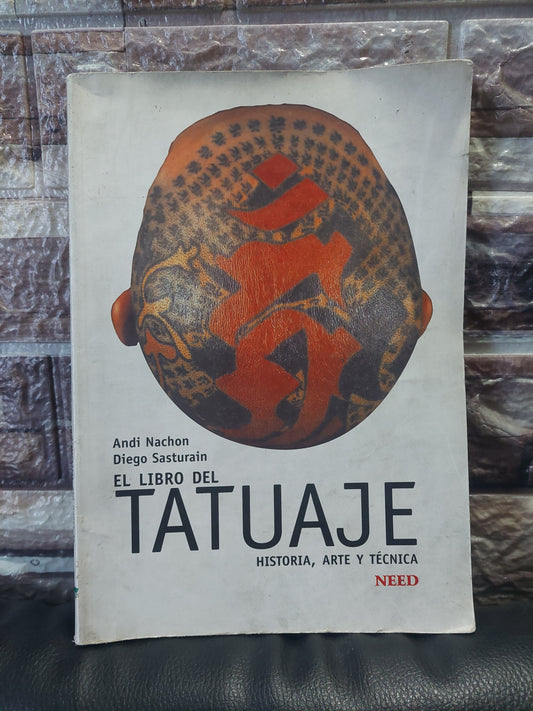 Andi Nachon
Diego Sasturain
EL LIBRO DEL
TATUAJE
HISTORIA, ARTE Y TÉCNICA
NEED